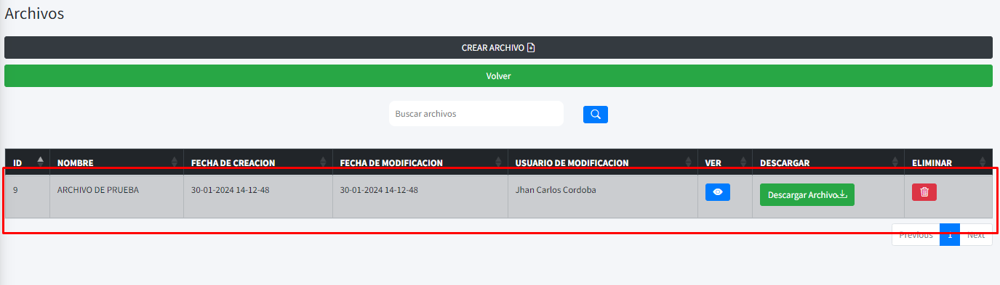 Archivos
CREAR ARCHIVO
Volver
Buscar archivos
ID NOMBRE FECHA DE CREACION FECHA DE MODIFICACION USUARIO DE MODIFICACION VER DESCARGAR ELIMINAR
9 ARCHIVO DE PRUEBA 30-01-2024 14-12-48 30-01-2024 14-12-48 Jhan Carlos Cordoba Descargar Archivo
Previous 1 Next